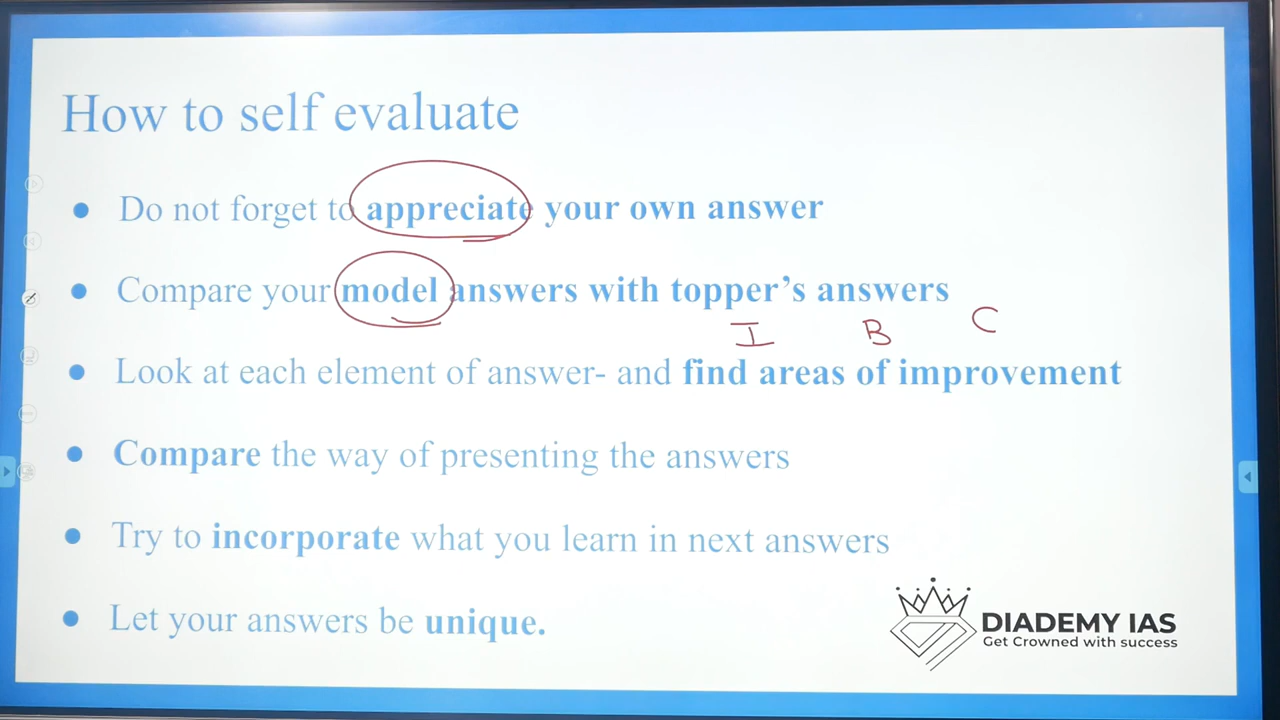 How to self evaluate
● Do not forget to appreciate your own answer
● Compare your model answers with topper’s answers
I B C
● Look at each element of answer- and find areas of improvement
● Compare the way of presenting the answers
● Try to incorporate what you learn in next answers
● Let your answers be unique.
DIADEMY IAS
Get Crowned with success